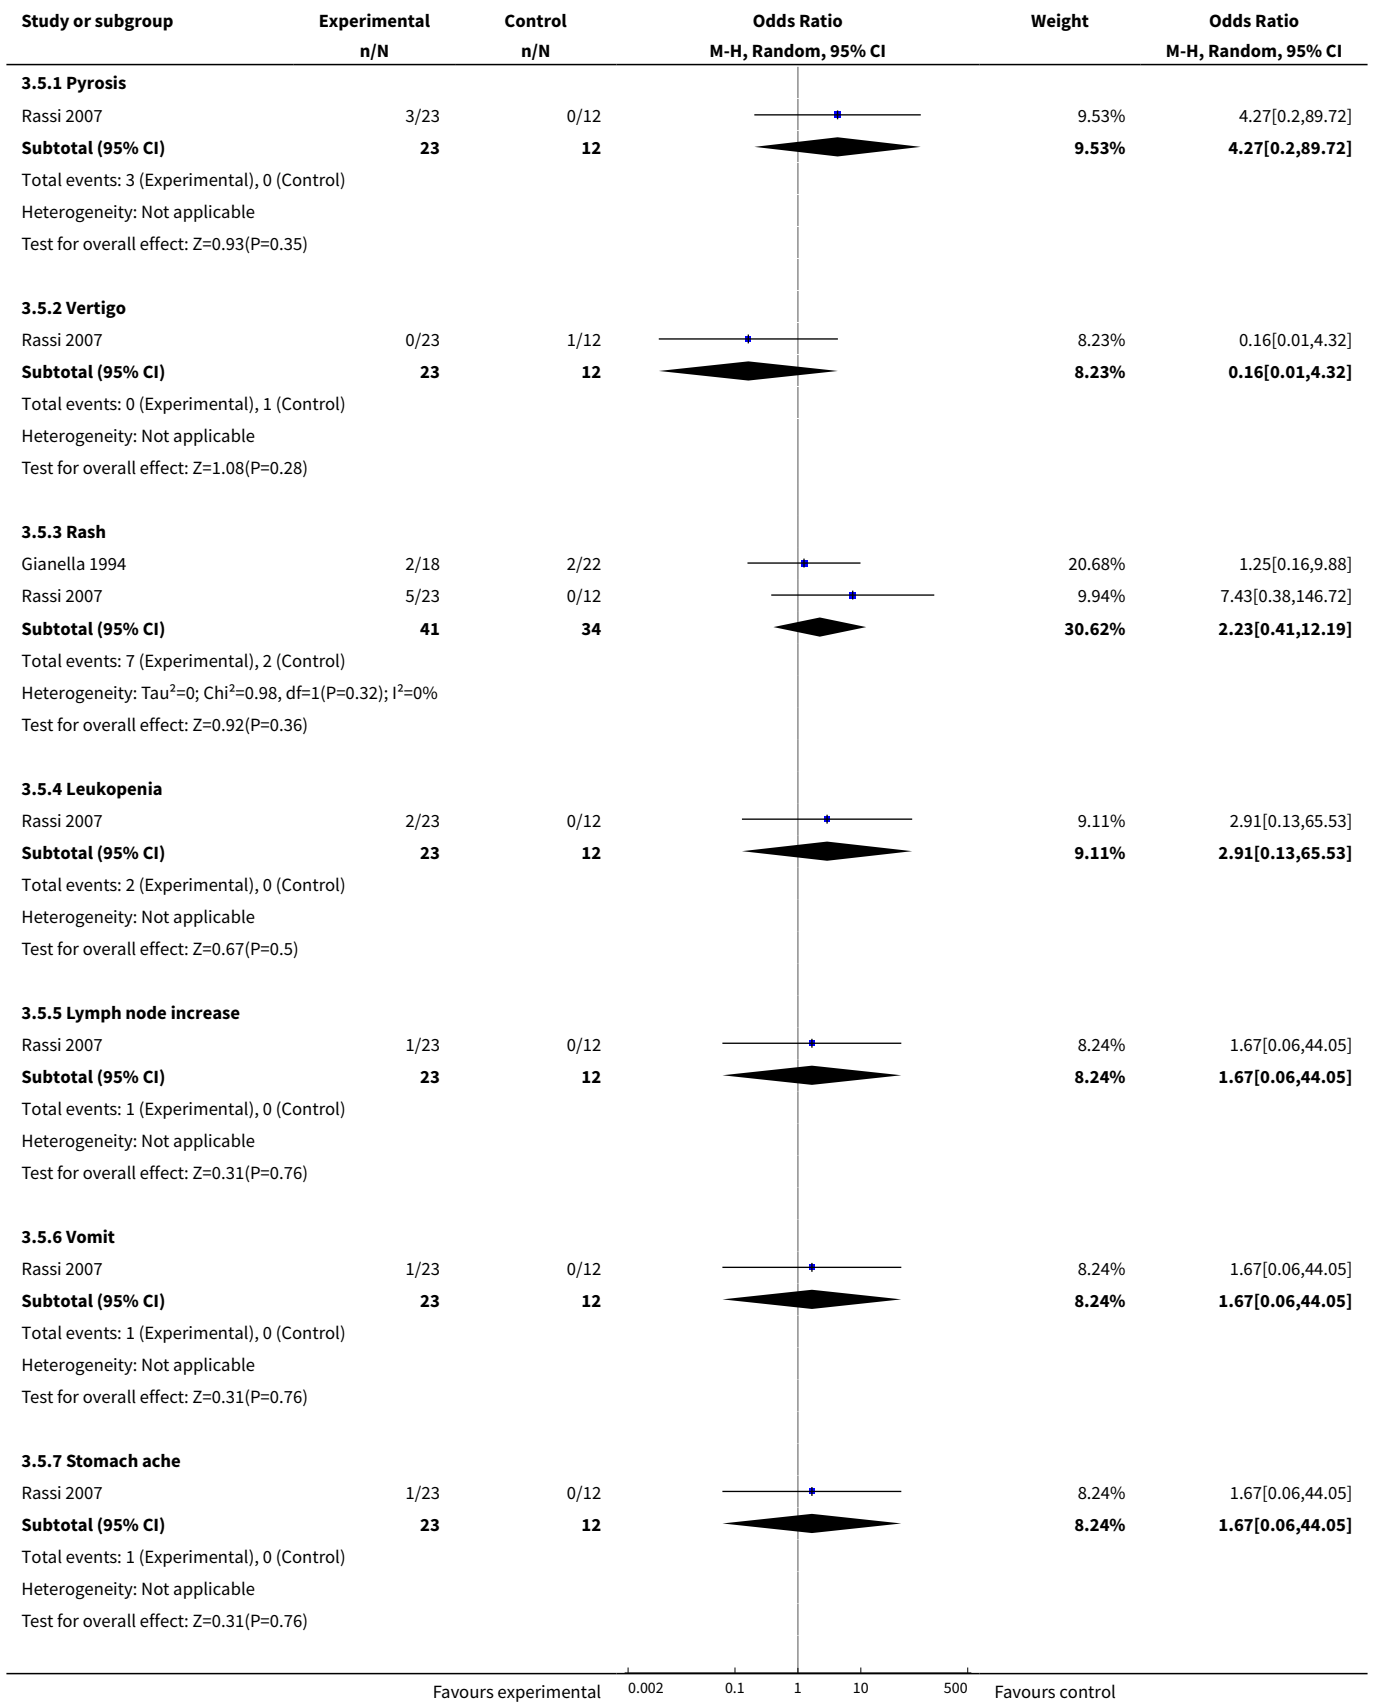 Study or subgroup Experimental Control Odds Ratio Weight Odds Ratio
n/N n/N M-H, Random, 95% CI M-H, Random, 95% CI
3.5.1 Pyrosis
Rassi 2007 3/23 0/12 9.53% 4.27[0.2,89.72]
Subtotal (95% CI) 23 12 9.53% 4.27[0.2,89.72]
Total events: 3 (Experimental), 0 (Control)
Heterogeneity: Not applicable
Test for overall effect: Z=0.93(P=0.35)
3.5.2 Vertigo
Rassi 2007 0/23 1/12 8.23% 0.16[0.01,4.32]
Subtotal (95% CI) 23 12 8.23% 0.16[0.01,4.32]
Total events: 0 (Experimental), 1 (Control)
Heterogeneity: Not applicable
Test for overall effect: Z=1.08(P=0.28)
3.5.3 Rash
Gianella 1994 2/18 2/22 20.68% 1.25[0.16,9.88]
Rassi 2007 5/23 0/12 9.94% 7.43[0.38,146.72]
Subtotal (95% CI) 41 34 30.62% 2.23[0.41,12.19]
Total events: 7 (Experimental), 2 (Control)
Heterogeneity: Tau²=0; Chi²=0.98, df=1(P=0.32); I²=0%
Test for overall effect: Z=0.92(P=0.36)
3.5.4 Leukopenia
Rassi 2007 2/23 0/12 9.11% 2.91[0.13,65.53]
Subtotal (95% CI) 23 12 9.11% 2.91[0.13,65.53]
Total events: 2 (Experimental), 0 (Control)
Heterogeneity: Not applicable
Test for overall effect: Z=0.67(P=0.5)
3.5.5 Lymph node increase
Rassi 2007 1/23 0/12 8.24% 1.67[0.06,44.05]
Subtotal (95% CI) 23 12 8.24% 1.67[0.06,44.05]
Total events: 1 (Experimental), 0 (Control)
Heterogeneity: Not applicable
Test for overall effect: Z=0.31(P=0.76)
3.5.6 Vomit
Rassi 2007 1/23 0/12 8.24% 1.67[0.06,44.05]
Subtotal (95% CI) 23 12 8.24% 1.67[0.06,44.05]
Total events: 1 (Experimental), 0 (Control)
Heterogeneity: Not applicable
Test for overall effect: Z=0.31(P=0.76)
3.5.7 Stomach ache
Rassi 2007 1/23 0/12 8.24% 1.67[0.06,44.05]
Subtotal (95% CI) 23 12 8.24% 1.67[0.06,44.05]
Total events: 1 (Experimental), 0 (Control)
Heterogeneity: Not applicable
Test for overall effect: Z=0.31(P=0.76)
Favours experimental 0.002 0.1 1 10 500 Favours control